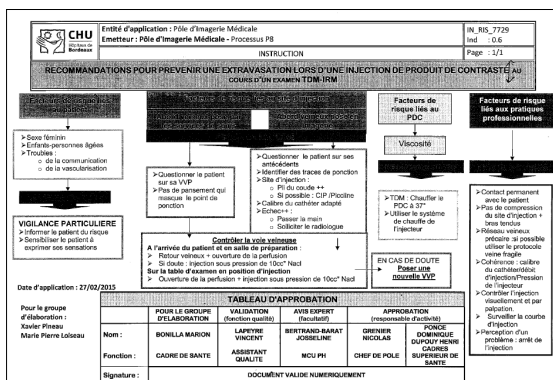 CHU
Hôpitaux de
Bordeaux
Entité d'application : Pôle d'Imagerie Médicale
Emetteur : Pôle d'Imagerie Médicale - Processus P8
INSTRUCTION
IN_RIS_7729
Ind : 0.6
Page : 1/1
RECOMMANDATIONS POUR PREVENIR UNE EXTRAVASATION LORS D'UNE INJECTION DE PRODUIT DE CONTRASTE AU
COURS D'UN EXAMEN TDM-IRM
Facteurs de risque liés
➢ Sexe féminin
➢ Enfants-personnes âgées
➢ Troubles :
o de la communication
o de la vascularisation
VIGILANCE PARTICULIERE
➢ Informer le patient du risque
➢ Sensibiliser le patient à
exprimer ses sensations
➢ Questionner le patient
sur sa VVP
➢ Pas de pansement qui
masque le point de
ponction
➢ Questionner le patient sur ses
antécédents
➢ Identifier des traces de ponction
➢ Site d'injection :
o Pli du coude ++
o Si possible : CIP /Picoline
➢ Calibre du cathéter adapté
➢ Echec++ :
o Passer la main
o Solliciter le radiologue
Contrôler la voie veineuse
A l'arrivée du patient et en salle de préparation :
➢ Retour veineux + ouverture de la perfusion
➢ Si doute : injection sous pression de 10cc° Nacl
Sur la table d'examen en position d'injection
➢ Ouverture de la perfusion + injection sous pression de 10cc° Nacl
EN CAS DE DOUTE
Poser une
nouvelle VVP
Facteurs de
risque liés au
PDC
Viscosité
➢ TDM : Chauffer le
PDC à 37°
➢ Utiliser le système
de chauffe de
l'injecteur
Facteurs de risque
liés aux pratiques
professionnelles
➢ Contact permanent
avec le patient
➢ Pas de compression
du site d'injection +
bras tendus
➢ Réseau veineux
précaire si possible
utiliser le protocole
veine fragile
➢ Cohérence : calibre
du cathéter/débit
d'injection/Pression
de l'injecteur
➢ Contrôler l'injection
visuellement et par
palpation.
➢ Surveiller la courbe
d'injection
➢ Perception d'un
problème : arrêt de
l'injection
Date d'application : 27/02/2015
Pour le groupe
d'élaboration :
Xavier Pineau
Marie Pierre Loiseau
TABLEAU D'APPROBATION
POUR LE GROUPE
D'ELABORATION
VALIDATION
(fonction qualité)
AVIS EXPERT
(facultatif)
APPROBATION
(responsable d'activité)
Nom :
BONILLA MARION
LAPEYRE
VINCENT
BERTRAND-BARAT
JOSSELINE
GRENIER
NICOLAS
PONCE
DOMINIQUE
DUPOUY HENRI
Fonction :
CADRE DE SANTE
ASSISTANT
QUALITE
MCU PH
CHEF DE POLE
CADRES
SUPERIEUR DE
SANTE
Signature :
DOCUMENT VALIDE NUMERIQUEMENT